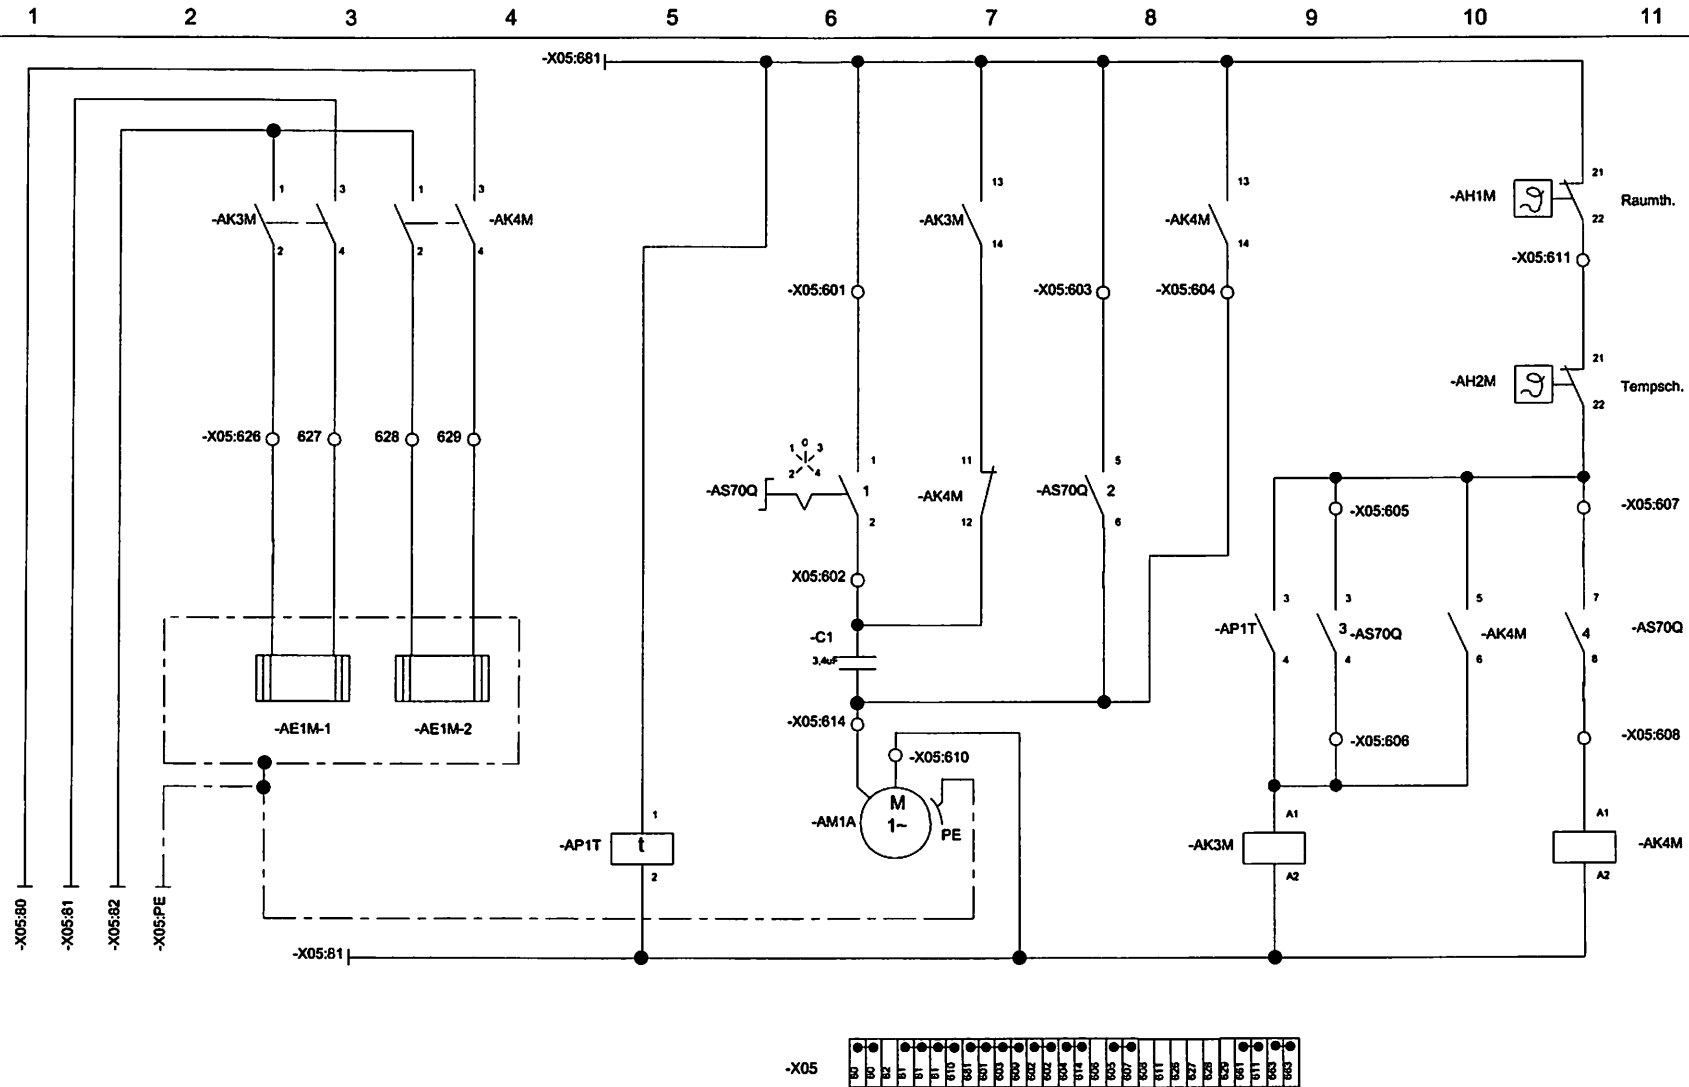 1 2 3 4 5 6 7 8 9 10 11
-X05:681
1 3 1 3 13 13 21
-AK3M -AK4M -AK3M -AK4M -AH1M Raumth.
2 4 2 4 14 14 22
-X05:611
-X05:601 -X05:603 -X05:604
21
-AH2M Tempsch.
22
-X05:626 627 628 629
1 0 3
2 4
1 11 5
-AS70Q 1 -AK4M -AS70Q 2
2 12 6
-X05:605 -X05:607
X05:602
3 3 5 7
-AP1T 3 -AS70Q -AK4M 4 -AS70Q
4 4 6 8
-C1
3,4uF
-X05:614
-AE1M-1 -AE1M-2
-X05:606 -X05:608
-X05:610
M
1~
-AM1A PE
1 A1 A1
-AP1T t -AK3M -AK4M
2 A2 A2
-X05:80
-X05:81
-X05:82
-X05:PE
-X05:81
-X05